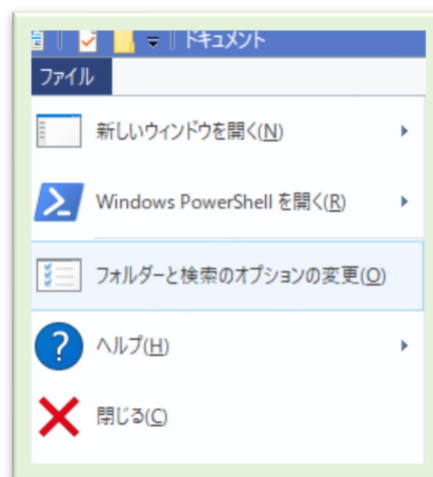 ドキュメント
ファイル
新しいウィンドウを開く(N)
Windows PowerShell を開く(R)
フォルダーと検索のオプションの変更(O)
ヘルプ(H)
閉じる(C)